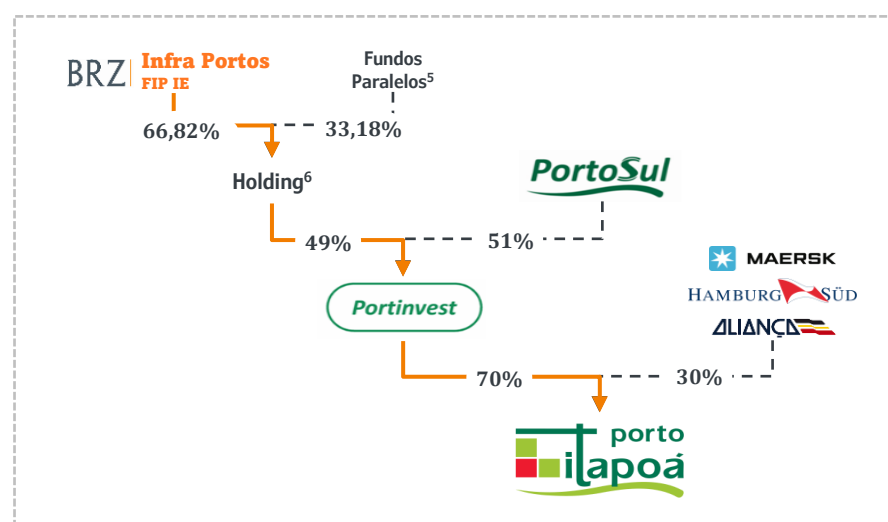 BRZ
Infra Portos
FIP IE
Fundos
Paralelos⁵
66,82%
33,18%
Holding⁶
PortoSul
49%
51%
MAERSK
HAMBURG SÜD
ALIANÇA
Portinvest
70%
30%
porto
itapoá